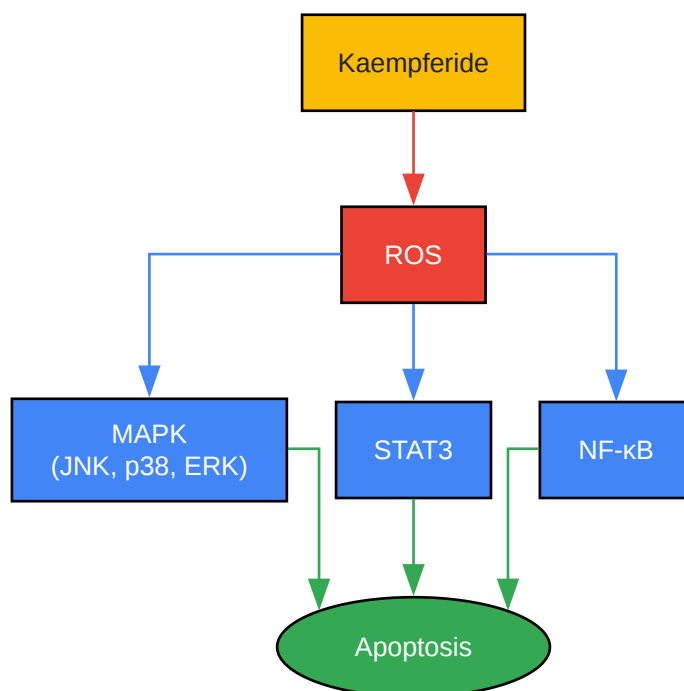 Kaempferide
ROS
MAPK
(JNK, p38, ERK)
STAT3
NF-κB
Apoptosis